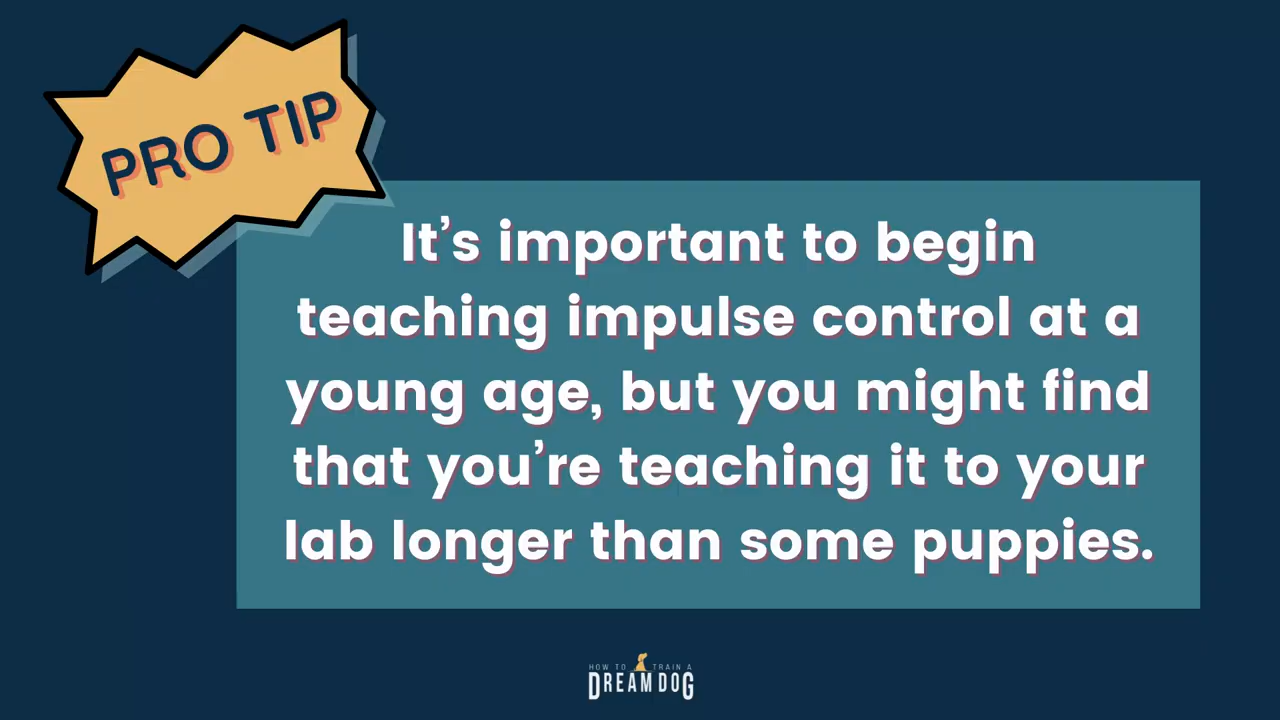 PRO TIP
It's important to begin
teaching impulse control at a
young age, but you might find
that you're teaching it to your
lab longer than some puppies.
HOW TO TRAIN A
DREAM DOG